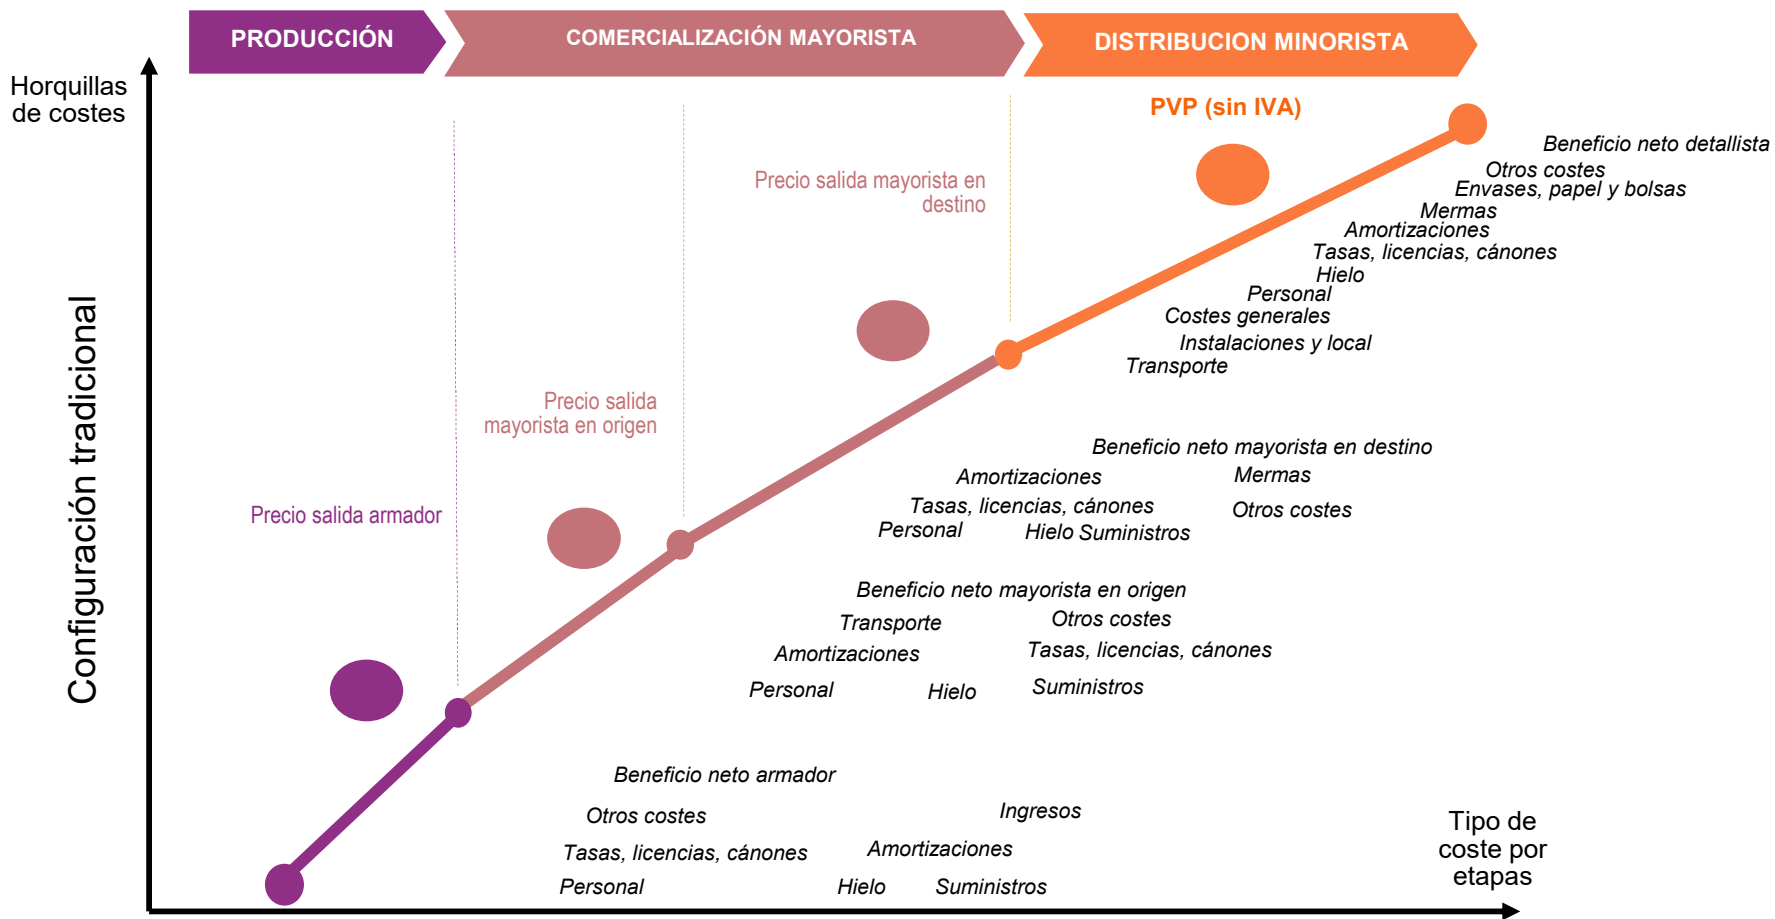 PRODUCCIÓN
COMERCIALIZACIÓN MAYORISTA
DISTRIBUCION MINORISTA
Horquillas
de costes
PVP (sin IVA)
Beneficio neto detallista
Otros costes
Envases, papel y bolsas
Mermas
Amortizaciones
Tasas, licencias, cánones
Hielo
Personal
Costes generales
Instalaciones y local
Transporte
Precio salida mayorista en
destino
Precio salida
mayorista en origen
Precio salida armador
Configuración tradicional
Beneficio neto mayorista en destino
Amortizaciones Mermas
Tasas, licencias, cánones Otros costes
Personal Hielo Suministros
Beneficio neto mayorista en origen
Transporte Otros costes
Amortizaciones Tasas, licencias, cánones
Personal Hielo Suministros
Beneficio neto armador
Otros costes Ingresos
Tasas, licencias, cánones Amortizaciones
Personal Hielo Suministros
Tipo de
coste por
etapas